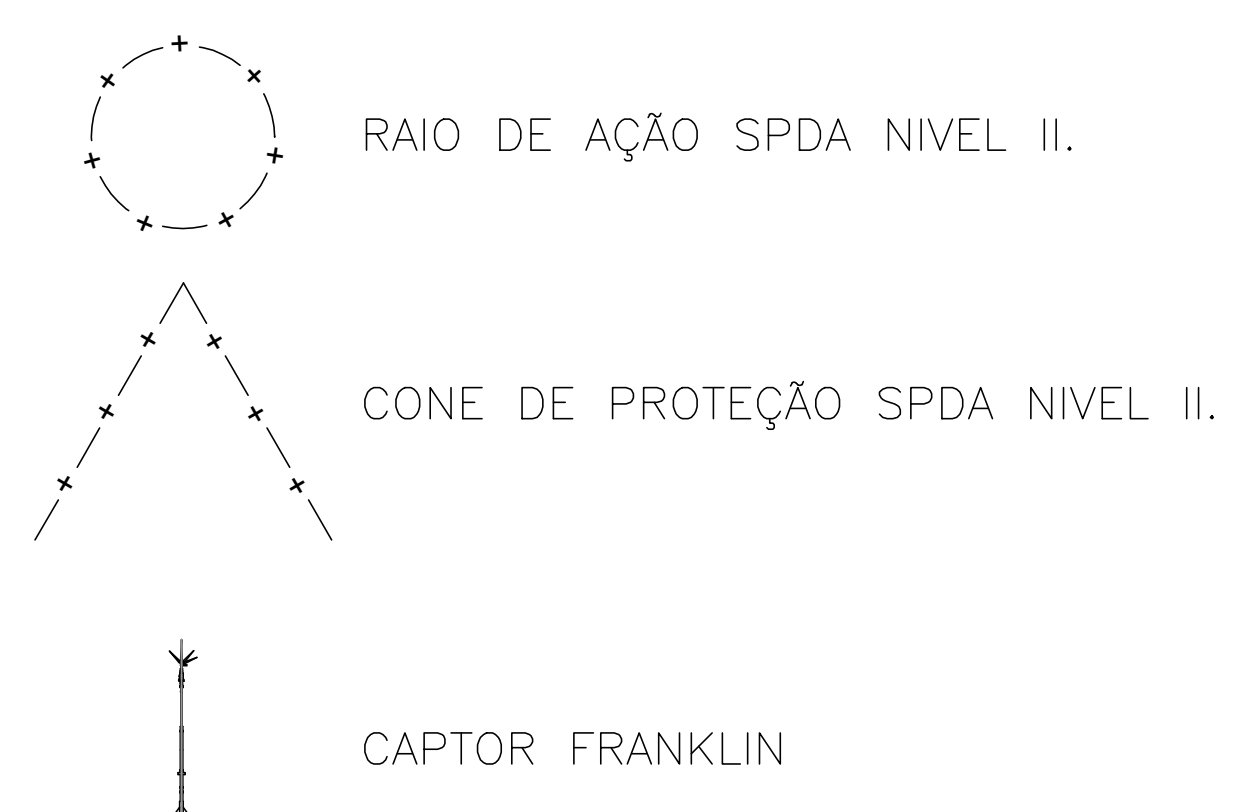 RAIO DE AÇÃO SPDA NIVEL II.
CONE DE PROTEÇÃO SPDA NIVEL II.
CAPTOR FRANKLIN